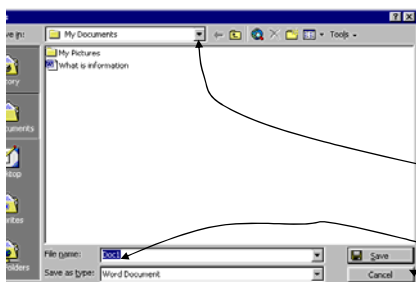 ve in: My Documents Tools
My Pictures
What is information
tory
cuments
ktop
rites
Folders
File name: Doc1 Save
Save as type: Word Document Cancel